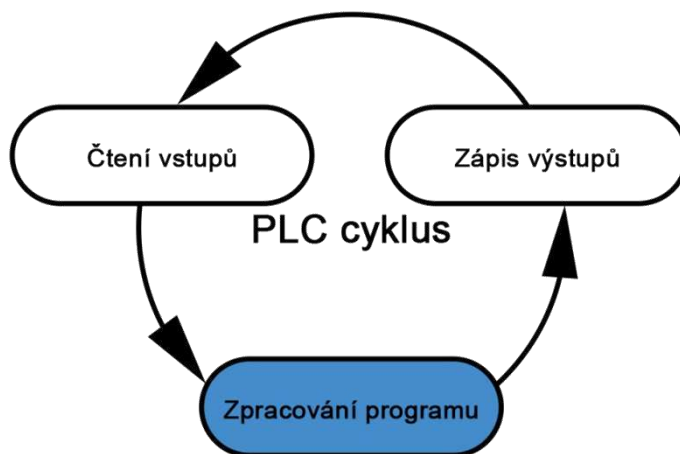 Čtení vstupů
Zápis výstupů
PLC cyklus
Zpracování programu